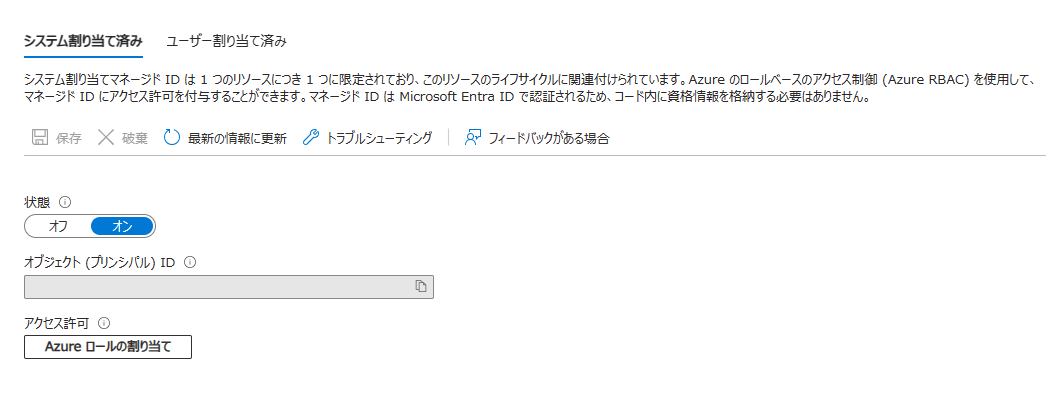 システム割り当て済み ユーザー割り当て済み
システム割り当てマネージド ID は 1 つのリソースにつき 1 つに限定されており、このリソースのライフサイクルに関連付けられています。Azure のロールベースのアクセス制御 (Azure RBAC) を使用して、
マネージド ID にアクセス許可を付与することができます。マネージド ID は Microsoft Entra ID で認証されるため、コード内に資格情報を格納する必要はありません。
保存 破棄 最新の情報に更新 トラブルシューティング フィードバックがある場合
状態
オフ オン
オブジェクト (プリンシパル) ID
アクセス許可
Azure ロールの割り当て